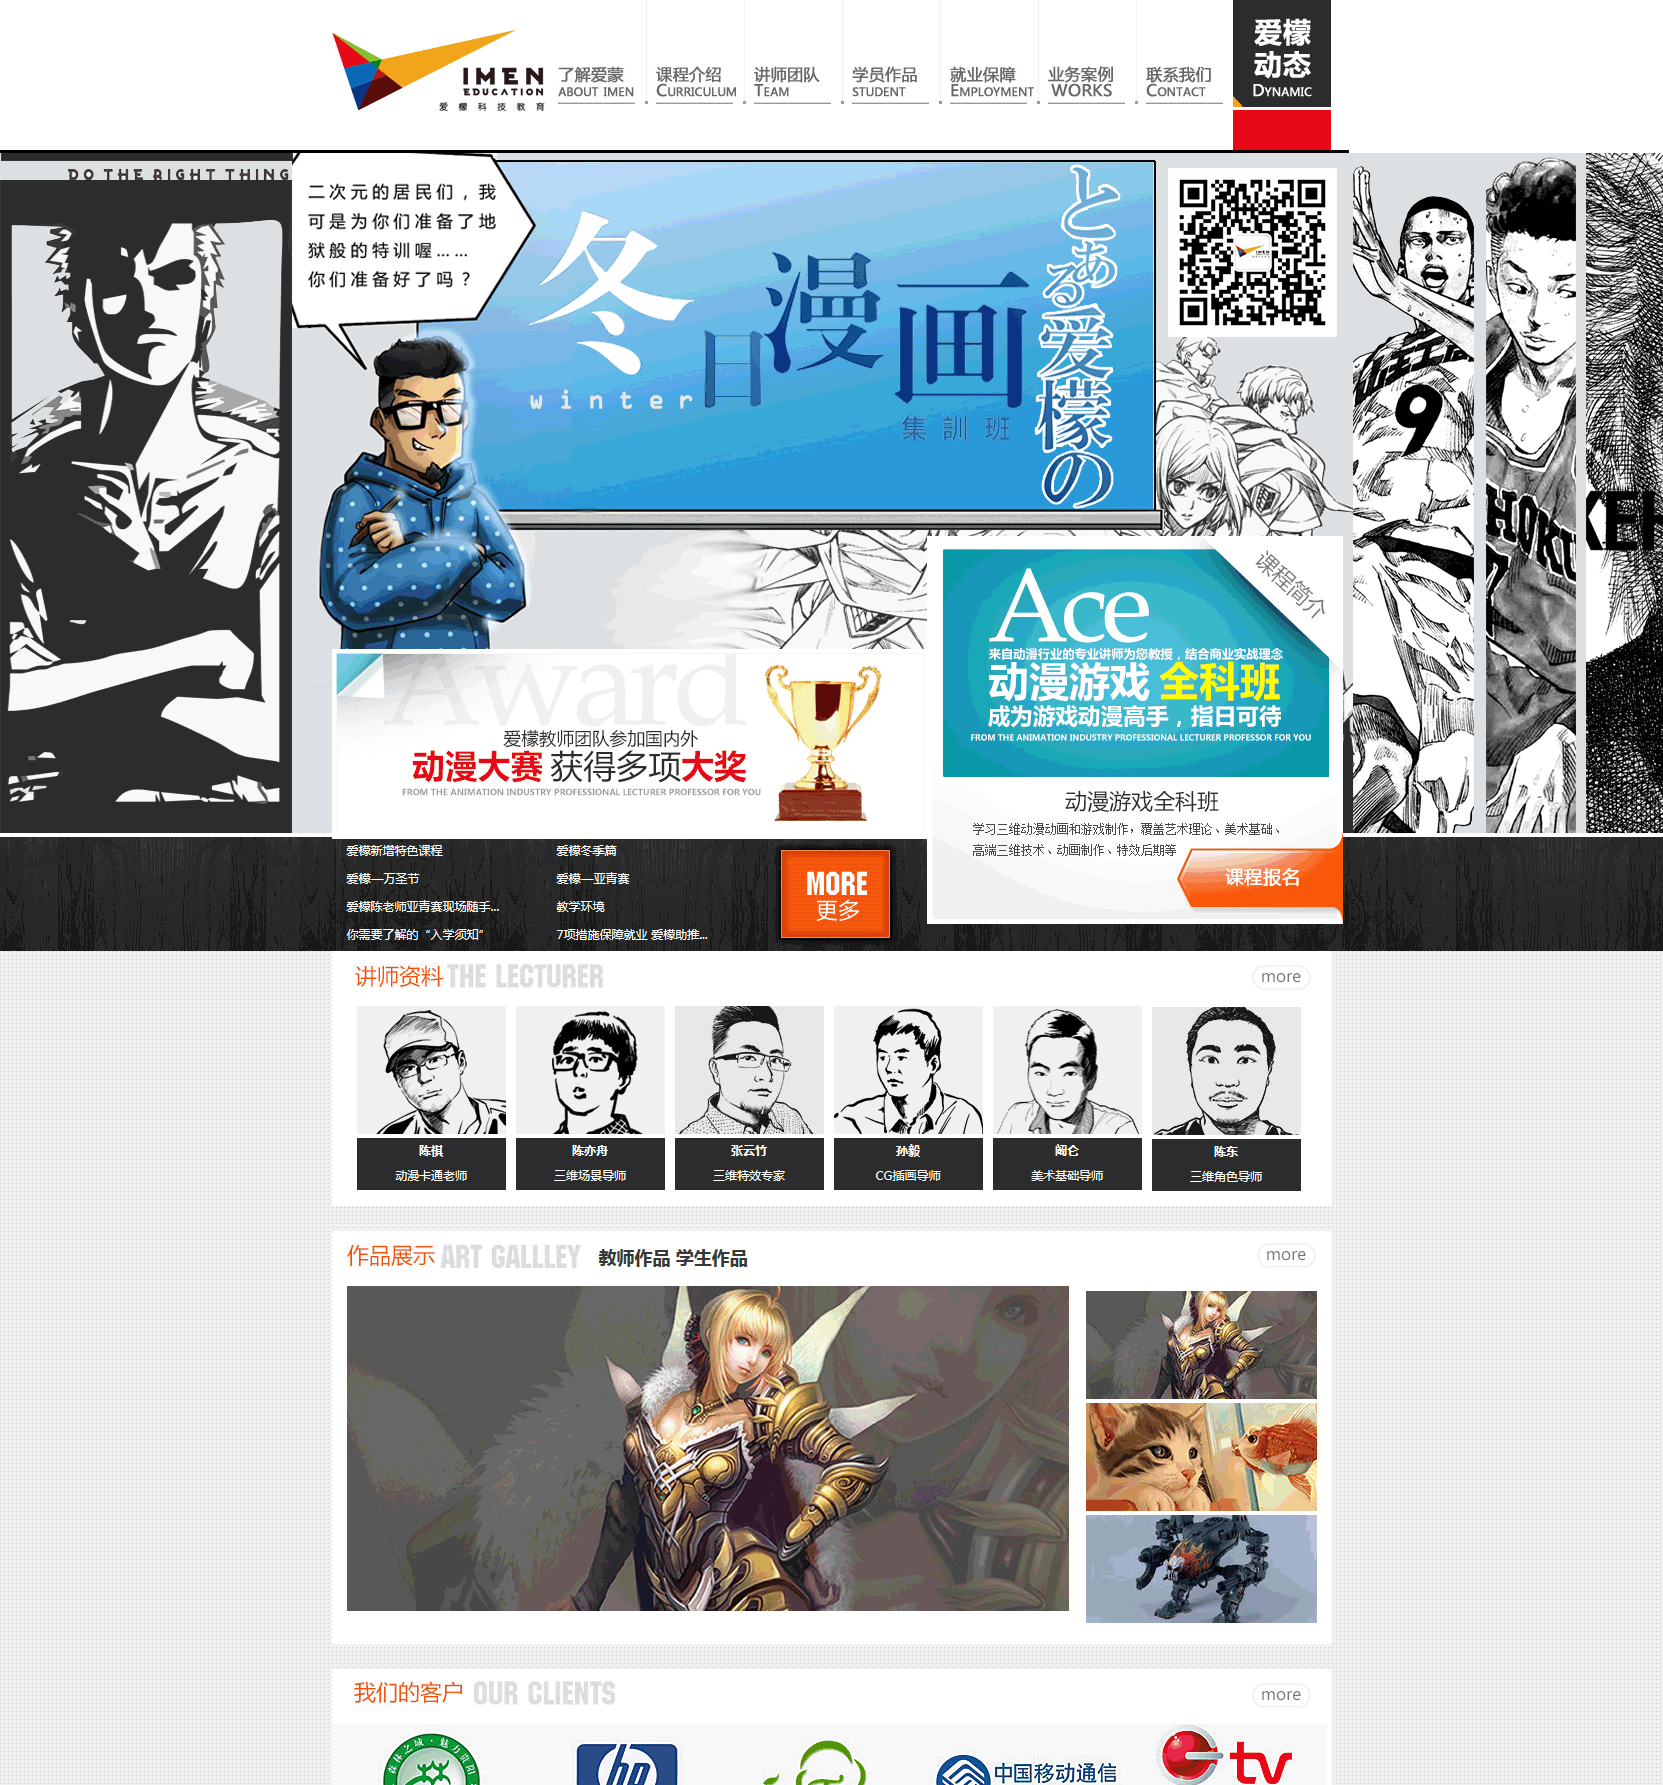 IMEN
EDUCATION
爱檬科技教育
了解爱蒙
ABOUT IMEN
课程介绍
CURRICULUM
讲师团队
TEAM
学员作品
STUDENT
就业保障
EMPLOYMENT
业务案例
WORKS
联系我们
CONTACT
爱檬
动态
DYNAMIC
DO THE RIGHT THING
二次元的居民们，我
可是为你们准备了地
狱般的特训喔……
你们准备好了吗？
冬日漫画
winter
集訓班
とある爱檬の
9
HOKU
7
KEN
课程简介
Ace
来自动漫行业的专业讲师为您教授，结合商业实战理念
动漫游戏 全科班
成为游戏动漫高手，指日可待
FROM THE ANIMATION INDUSTRY PROFESSIONAL LECTURER PROFESSOR FOR YOU
动漫游戏全科班
学习三维动漫动画和游戏制作，覆盖艺术理论、美术基础、
高端三维技术、动画制作、特效后期等
课程报名
Award
爱檬教师团队参加国内外
动漫大赛 获得多项大奖
FROM THE ANIMATION INDUSTRY PROFESSIONAL LECTURER PROFESSOR FOR YOU
爱檬新增特色课程
爱檬冬季篇
爱檬—万圣节
爱檬—亚青赛
爱檬陈老师亚青赛现场随手...
教学环境
你需要了解的“入学须知”
7项措施保障就业 爱檬助推...
MORE
更多
讲师资料 THE LECTURER
more
陈祺
动漫卡通老师
陈亦舟
三维场景导师
张云竹
三维特效专家
孙毅
CG插画导师
阁仑
美术基础导师
陈东
三维角色导师
作品展示 ART GALLLEY 教师作品 学生作品
more
我们的客户 OUR CLIENTS
more
森林之城·魅力贵阳
hp
中国移动通信
tv